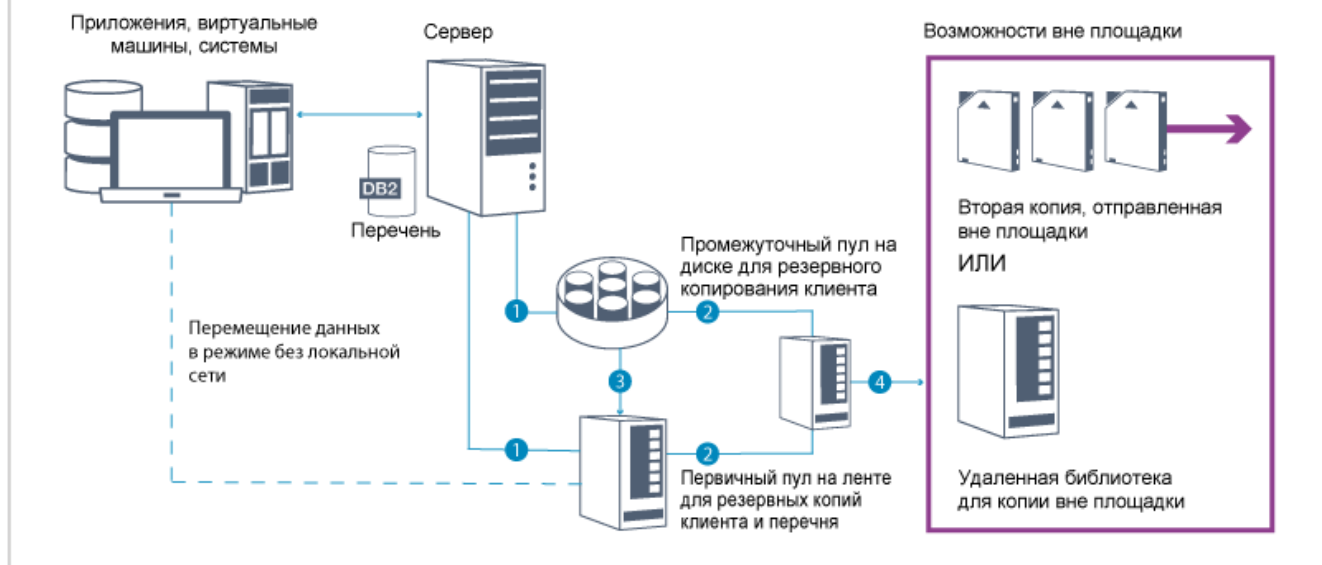 Приложения, виртуальные
машины, системы
Сервер
Возможности вне площадки
DB2
Перечень
Вторая копия, отправленная
вне площадки
ИЛИ
Промежуточный пул на
диске для резервного
копирования клиента
1
2
Перемещение данных
в режиме без локальной
сети
3
4
1
2
Первичный пул на ленте
для резервных копий
клиента и перечня
Удаленная библиотека
для копии вне площадки